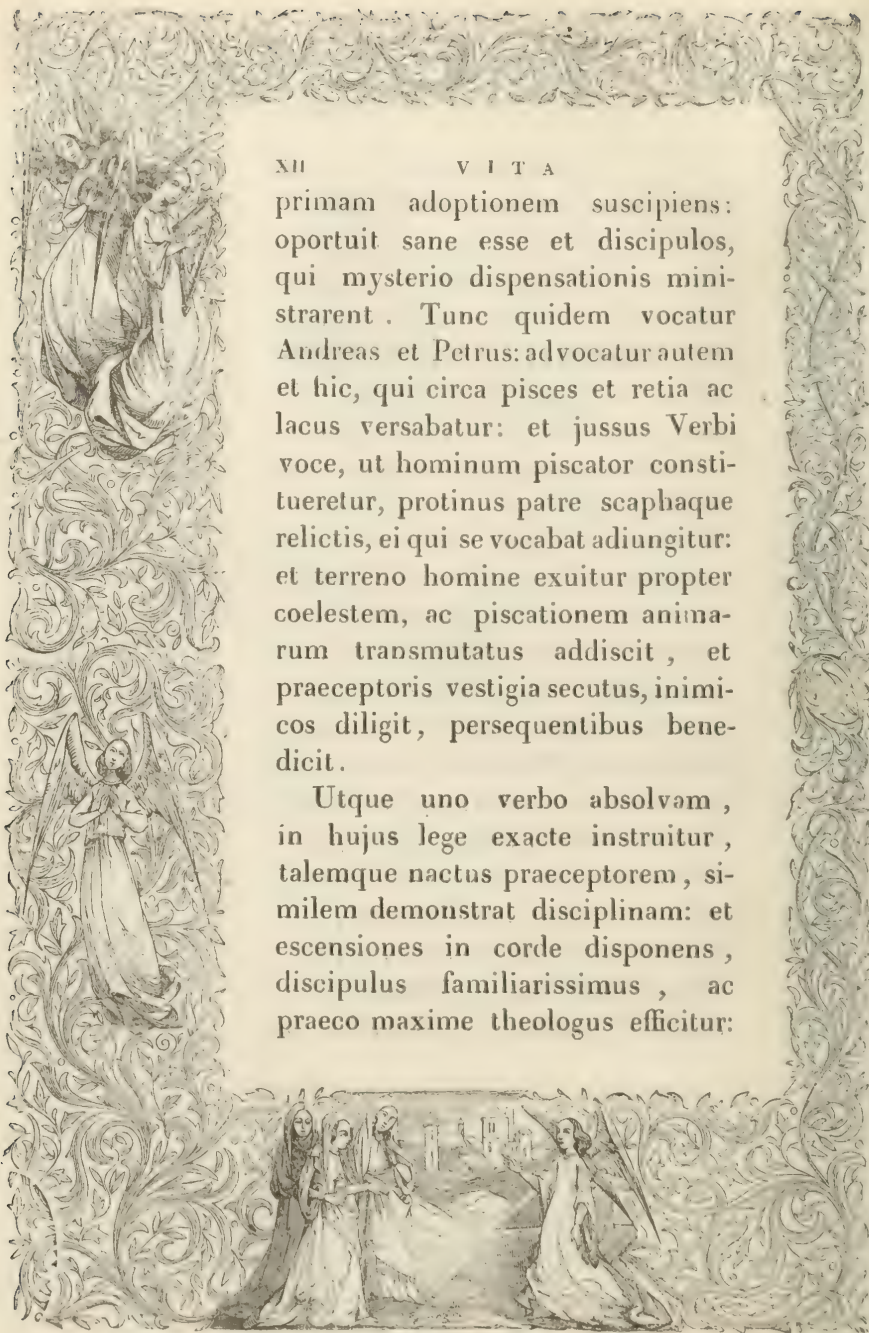 XII VITA
primam adoptionem suscipiens:
oportuit sane esse et discipulos,
qui mysterio dispensationis mini-
strarent . Tunc quidem vocatur
Andreas et Petrus: advocatur autem
et hic, qui circa pisces et retia ac
lacus versabatur: et jussus Verbi
voce, ut hominum piscator consti-
tueretur, protinus patre scaphaque
relictis, ei qui se vocabat adiungitur:
et terreno homine exuitur propter
coelestem, ac piscationem anima-
rum transmutatus addiscit , et
praeceptoris vestigia secutus, inimi-
cos diligit, persequentibus bene-
dicit.
Utque uno verbo absolvam ,
in hujus lege exacte instruitur ,
talemque nactus praeceptorem , si-
milem demonstrat disciplinam: et
escensiones in corde disponens ,
discipulus familiarissimus , ac
praeco maxime theologus efficitur: